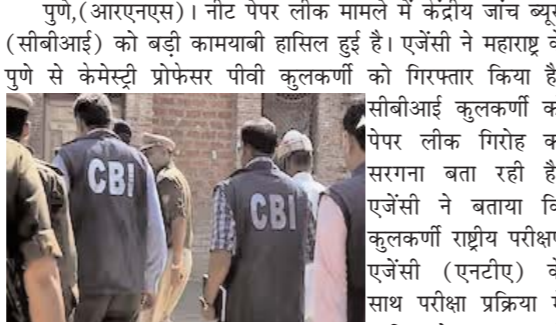 पुणे,(आरएनएस)। नीट पेपर लीक मामले में केंद्रीय जांच
(सीबीआई) को बड़ी कामयाबी हासिल हुई है। एजेंसी ने महाराष्ट्र
पुणे से केमेस्ट्री प्रोफेसर पीवी कुलकर्णी को गिरफ्तार किया
सीबीआई कुलकर्णी
पेपर लीक गिरोह
सरगना बता रही
एजेंसी ने बताया
कुलकर्णी राष्ट्रीय
एजेंसी (एनटीए)
साथ परीक्षा प्रक्रिया
CBI
CBI